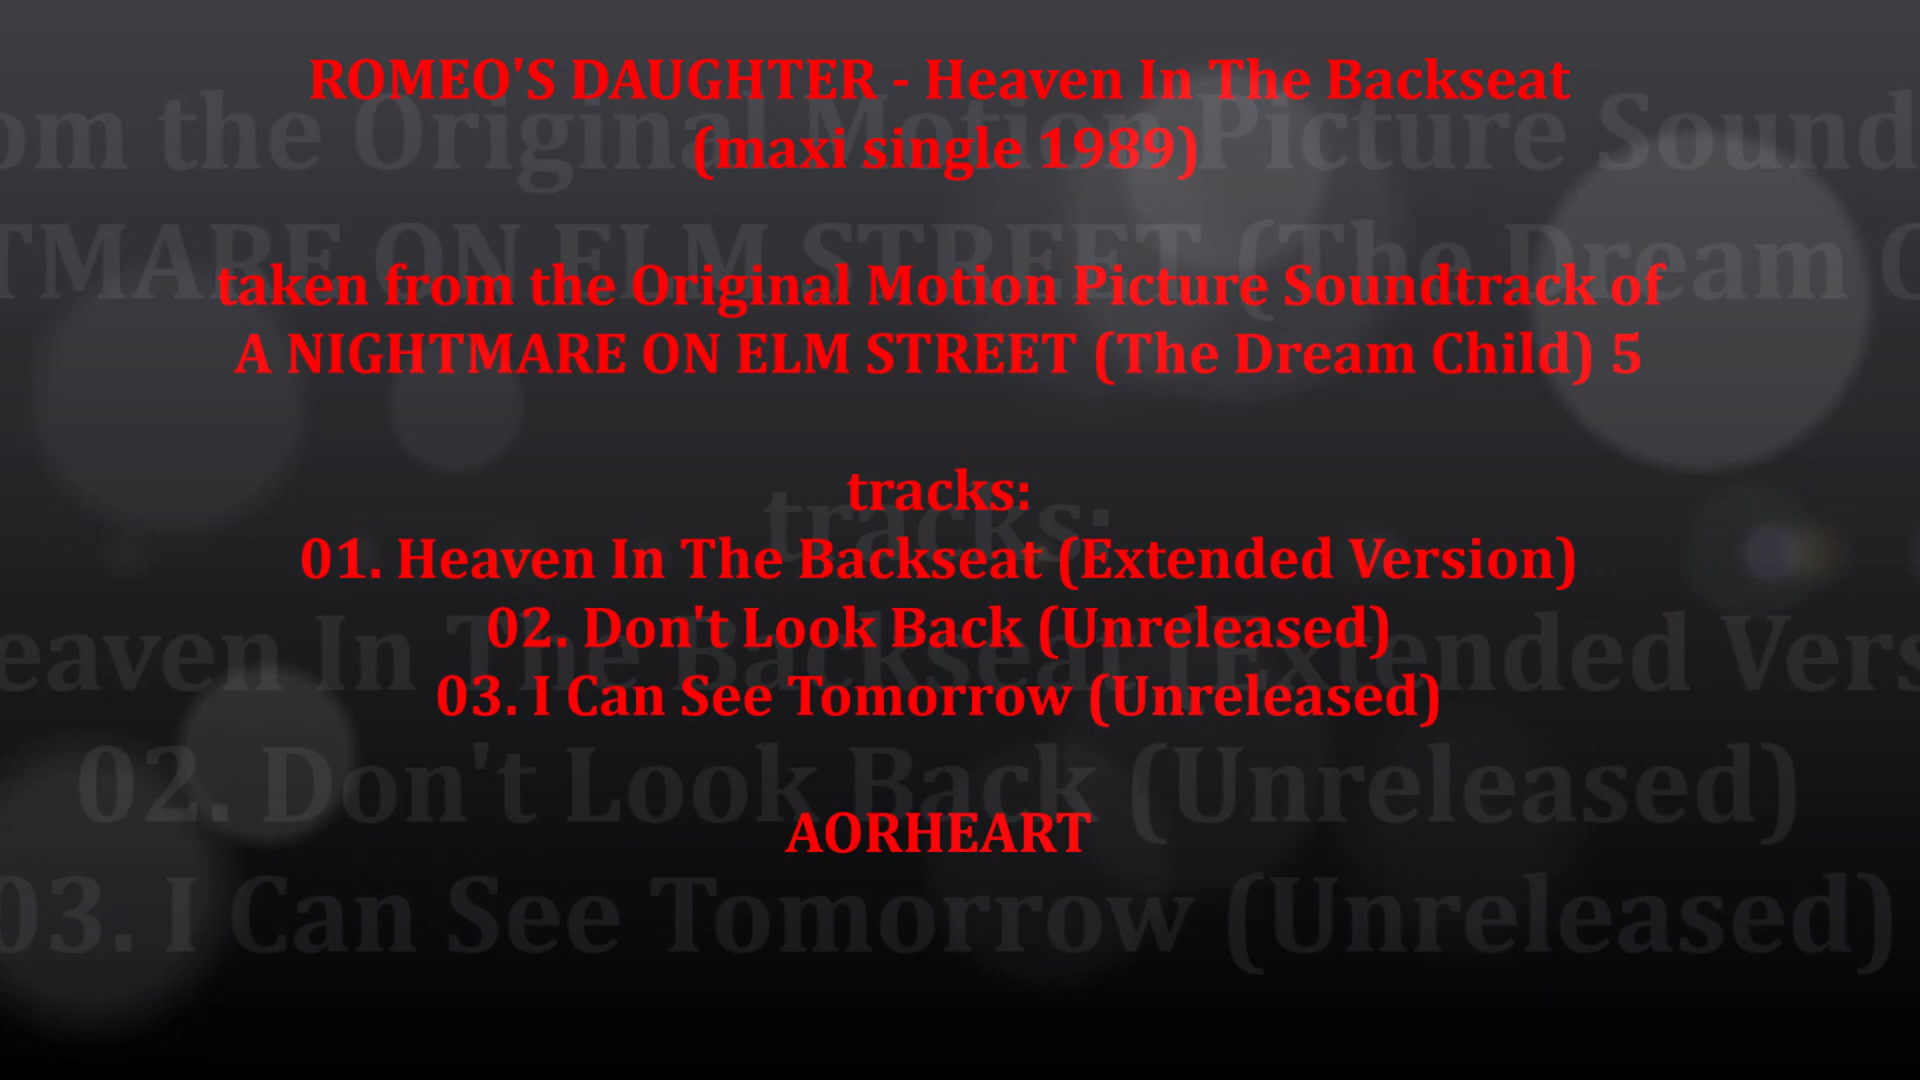 ROMEO'S DAUGHTER - Heaven In The Backseat
(maxi single 1989)
taken from the Original Motion Picture Soundtrack of
A NIGHTMARE ON ELM STREET (The Dream Child) 5
tracks:
01. Heaven In The Backseat (Extended Version)
02. Don't Look Back (Unreleased)
03. I Can See Tomorrow (Unreleased)
AORHEART